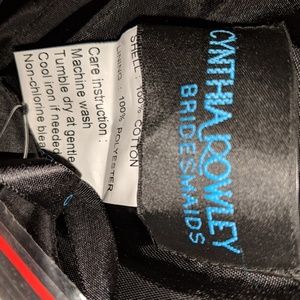 CYNTHIA ROWLEY
BRIDESMAIDS
SHELL: 100% COTTON
LINING: 100% POLYESTER
Care instruction :
Machine wash
Tumble dry at gentle
Cool iron if needed
Non-chlorine